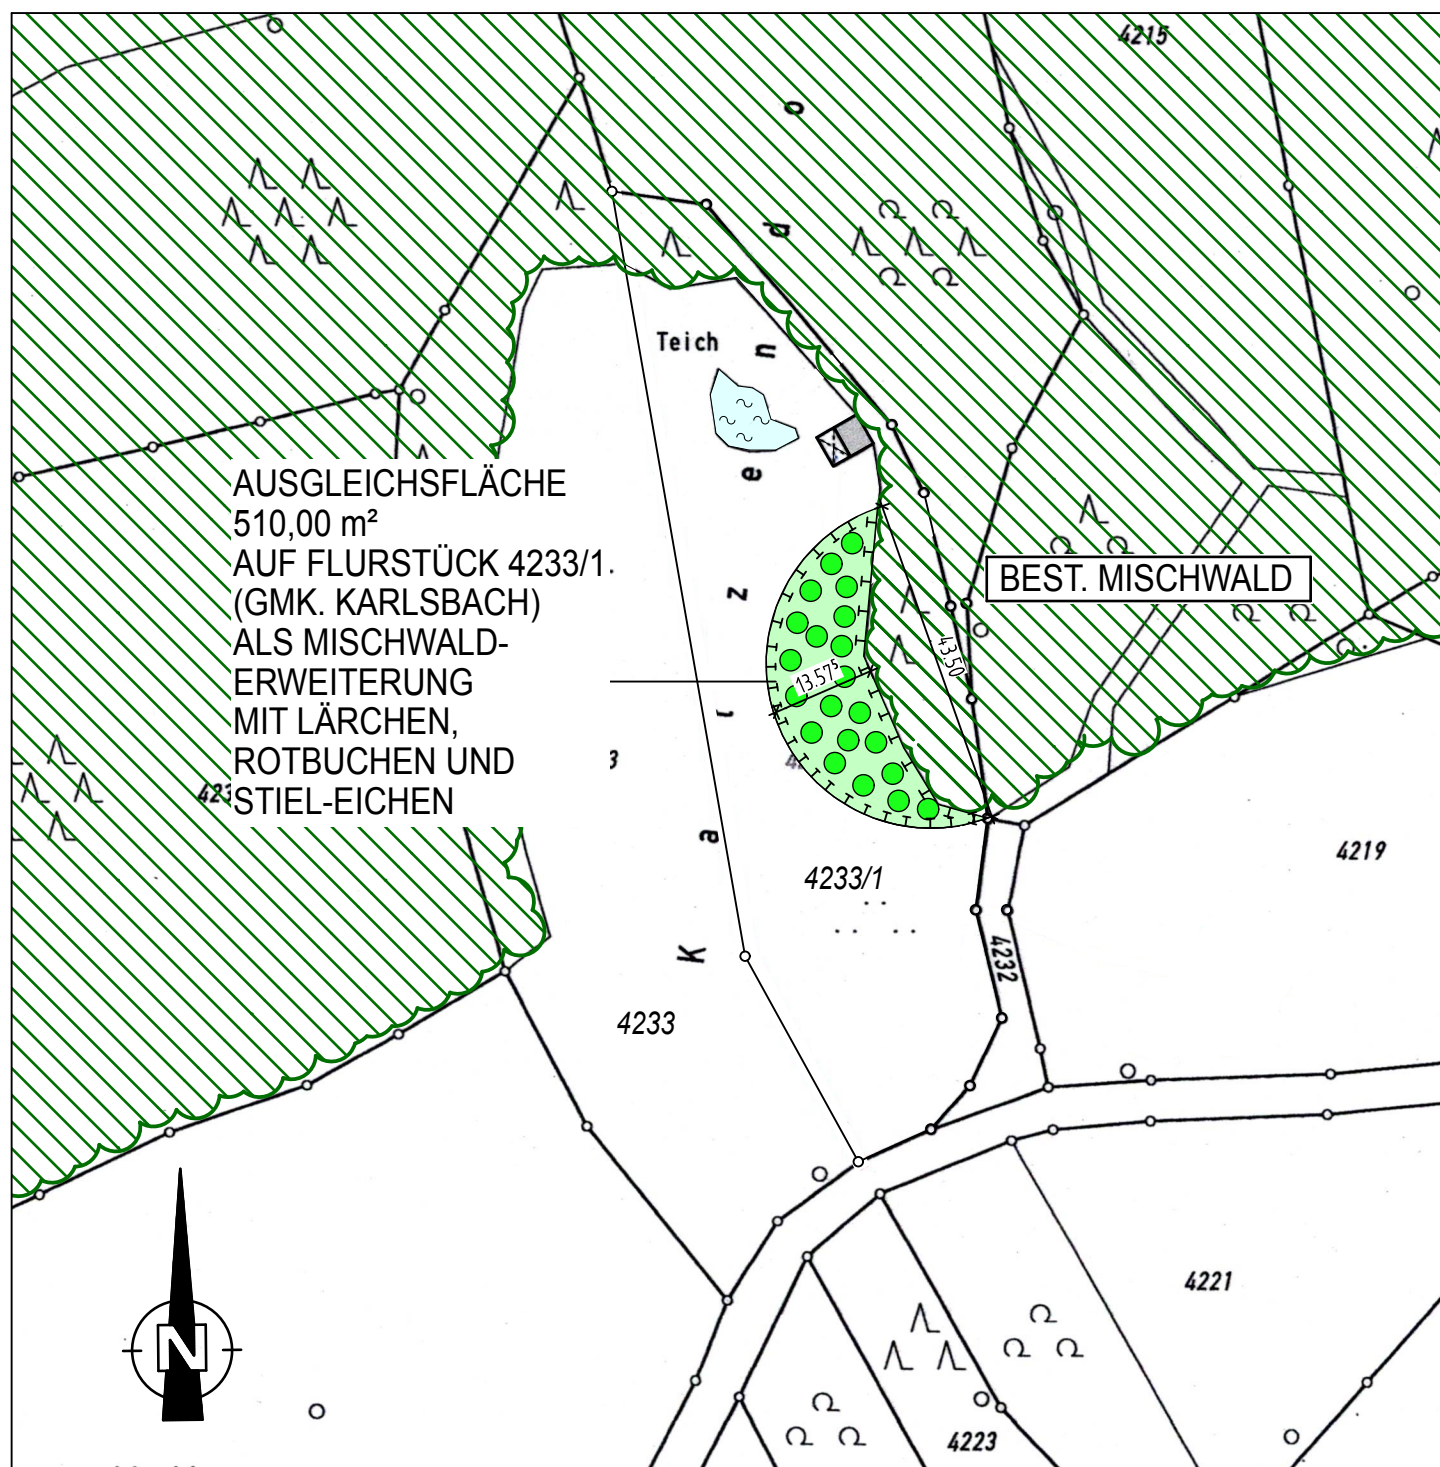 4215
Teich
AUSGLEICHSFLÄCHE
510,00 m²
AUF FLURSTÜCK 4233/1
(GMK. KARLSBACH)
ALS MISCHWALD-
ERWEITERUNG
MIT LÄRCHEN,
ROTBUCHEN UND
STIEL-EICHEN
BEST. MISCHWALD
43.50
13.57⁵
4219
4233/1
4232
4233
4221
4223
N